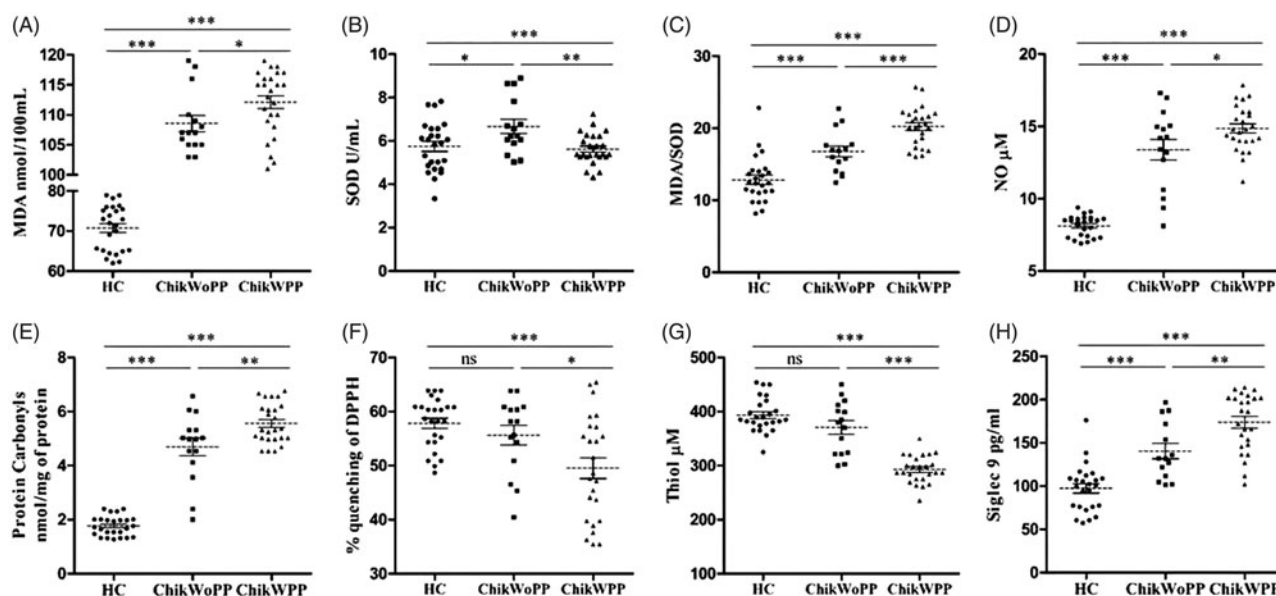 (A)
***
***
*
MDA nmol/100mL
120
115
110
105
100
80
70
60
HC
ChikWoPP
ChikWPP
(B)
***
*
**
SOD U/mL
10
8
6
4
2
0
HC
ChikWoPP
ChikWPP
(C)
***
***
***
MDA/SOD
30
20
10
0
HC
ChikWoPP
ChikWPP
(D)
***
***
*
NO µM
20
15
10
5
HC
ChikWoPP
ChikWPP
(E)
***
***
**
Protein Carbonyls
nmol/mg of protein
8
6
4
2
0
HC
ChikWoPP
ChikWPP
(F)
***
ns
*
% quenching of DPPH
70
60
50
40
30
HC
ChikWoPP
ChikWPP
(G)
***
ns
***
Thiol µM
500
400
300
200
100
HC
ChikWoPP
ChikWPP
(H)
***
***
**
Siglec 9 pg/ml
250
200
150
100
50
0
HC
ChikWoPP
ChikWPP